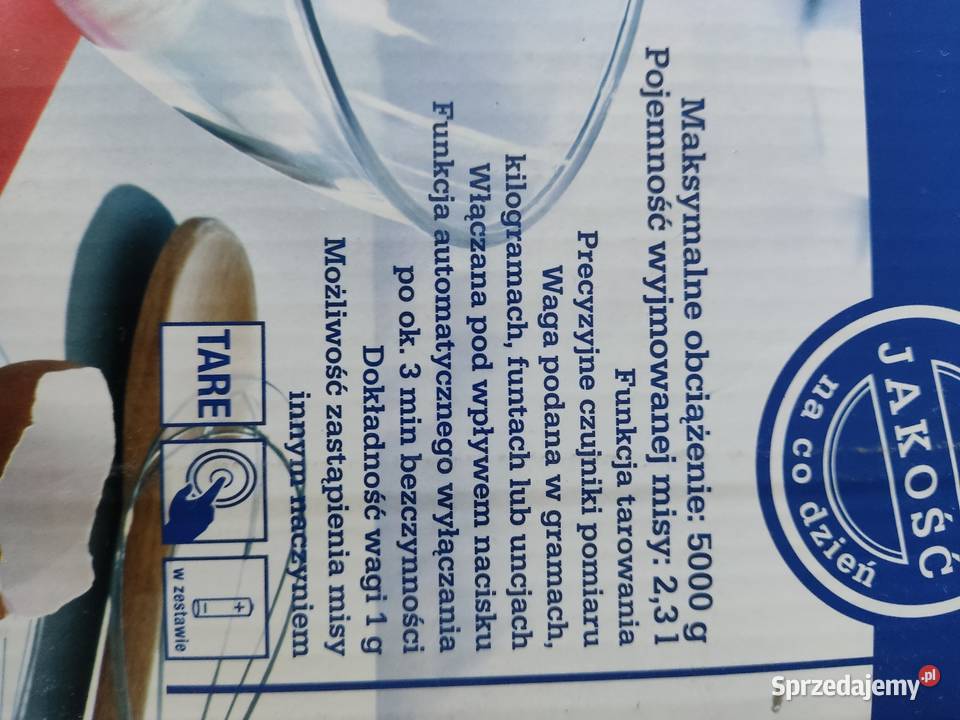 Maksymalne obciążenie: 5000 g
Pojemność wyjmowanej misy: 2,3 l
Funkcja tarowania
Precyzyjne czujniki pomiaru
Waga podana w gramach,
kilogramach, funtach lub uncjach
Włączana pod wpływem nacisku
Funkcja automatycznego wyłączania
po ok. 3 min bezczynności
Dokładność wagi 1 g
Możliwość zastąpienia misy
innym naczyniem
TARE
w zestawie
JAKOŚĆ
na co dzień
Sprzedajemy.pl